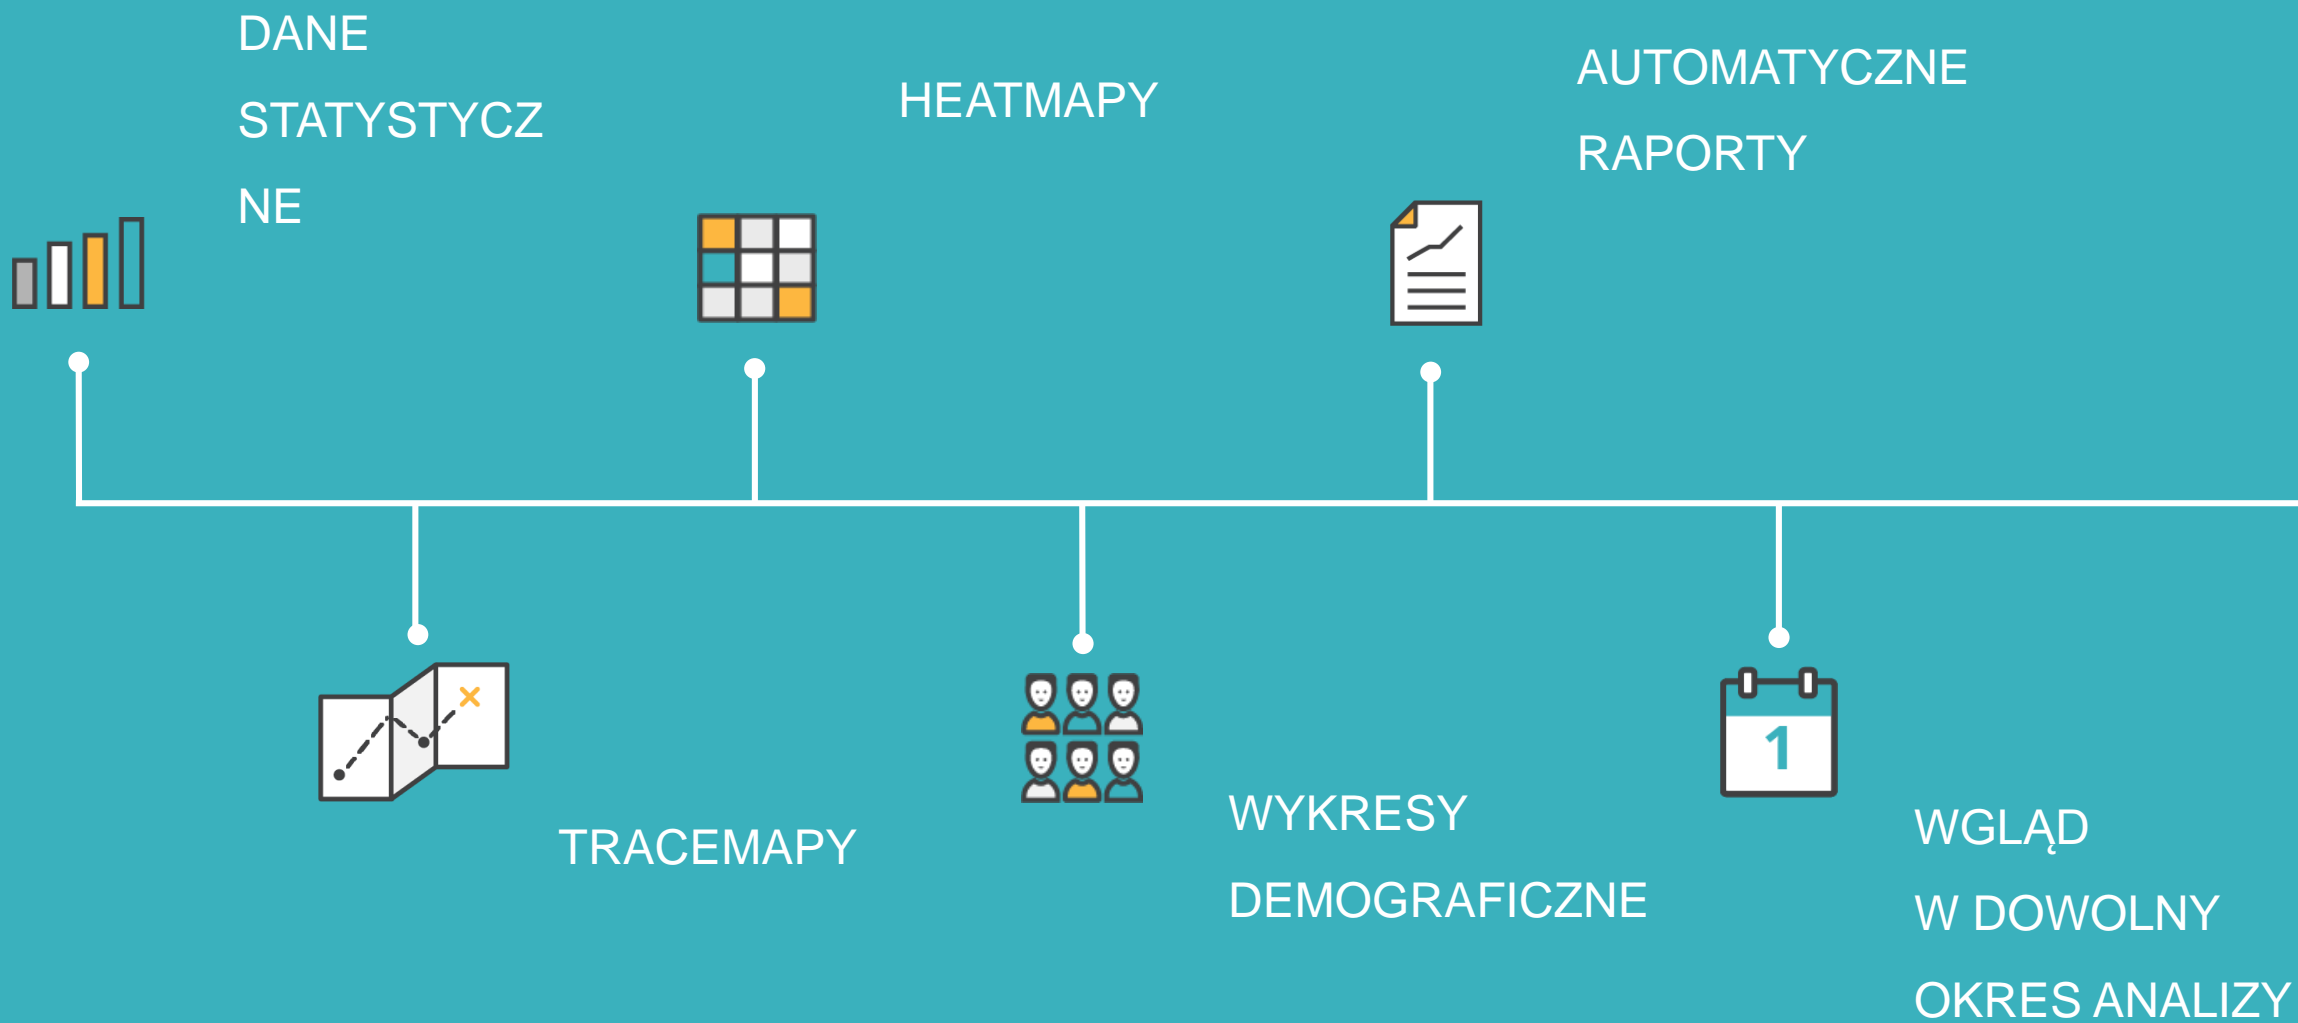 DANE
STATYSTYCZ
NE
HEATMAPY
AUTOMATYCZNE
RAPORTY
TRACEMAPY
WYKRESY
DEMOGRAFICZNE
1
WGLĄD
W DOWOLNY
OKRES ANALIZY